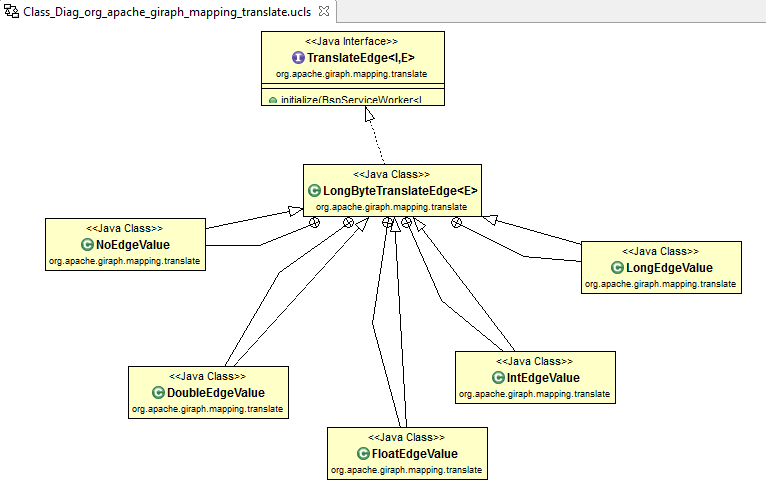 Class_Diag_org_apache_giraph_mapping_translate.ucls
<<Java Interface>>
I TranslateEdge<I,E>
org.apache.giraph.mapping.translate
initialize(BspServiceWorker<I
<<Java Class>>
C LongByteTranslateEdge<E>
org.apache.giraph.mapping.translate
<<Java Class>>
C NoEdgeValue
org.apache.giraph.mapping.translate
<<Java Class>>
C LongEdgeValue
org.apache.giraph.mapping.translate
<<Java Class>>
C DoubleEdgeValue
org.apache.giraph.mapping.translate
<<Java Class>>
C IntEdgeValue
org.apache.giraph.mapping.translate
<<Java Class>>
C FloatEdgeValue
org.apache.giraph.mapping.translate